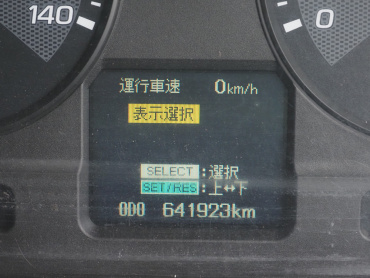 140
0
運行車速 0km/h
表示選択
SELECT:選択
SET/RES:上↔下
ODO 641923km